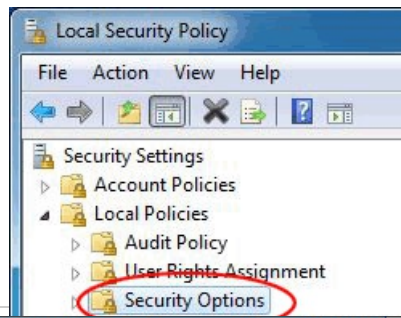 Local Security Policy
File Action View Help
Security Settings
Account Policies
Local Policies
Audit Policy
User Rights Assignment
Security Options